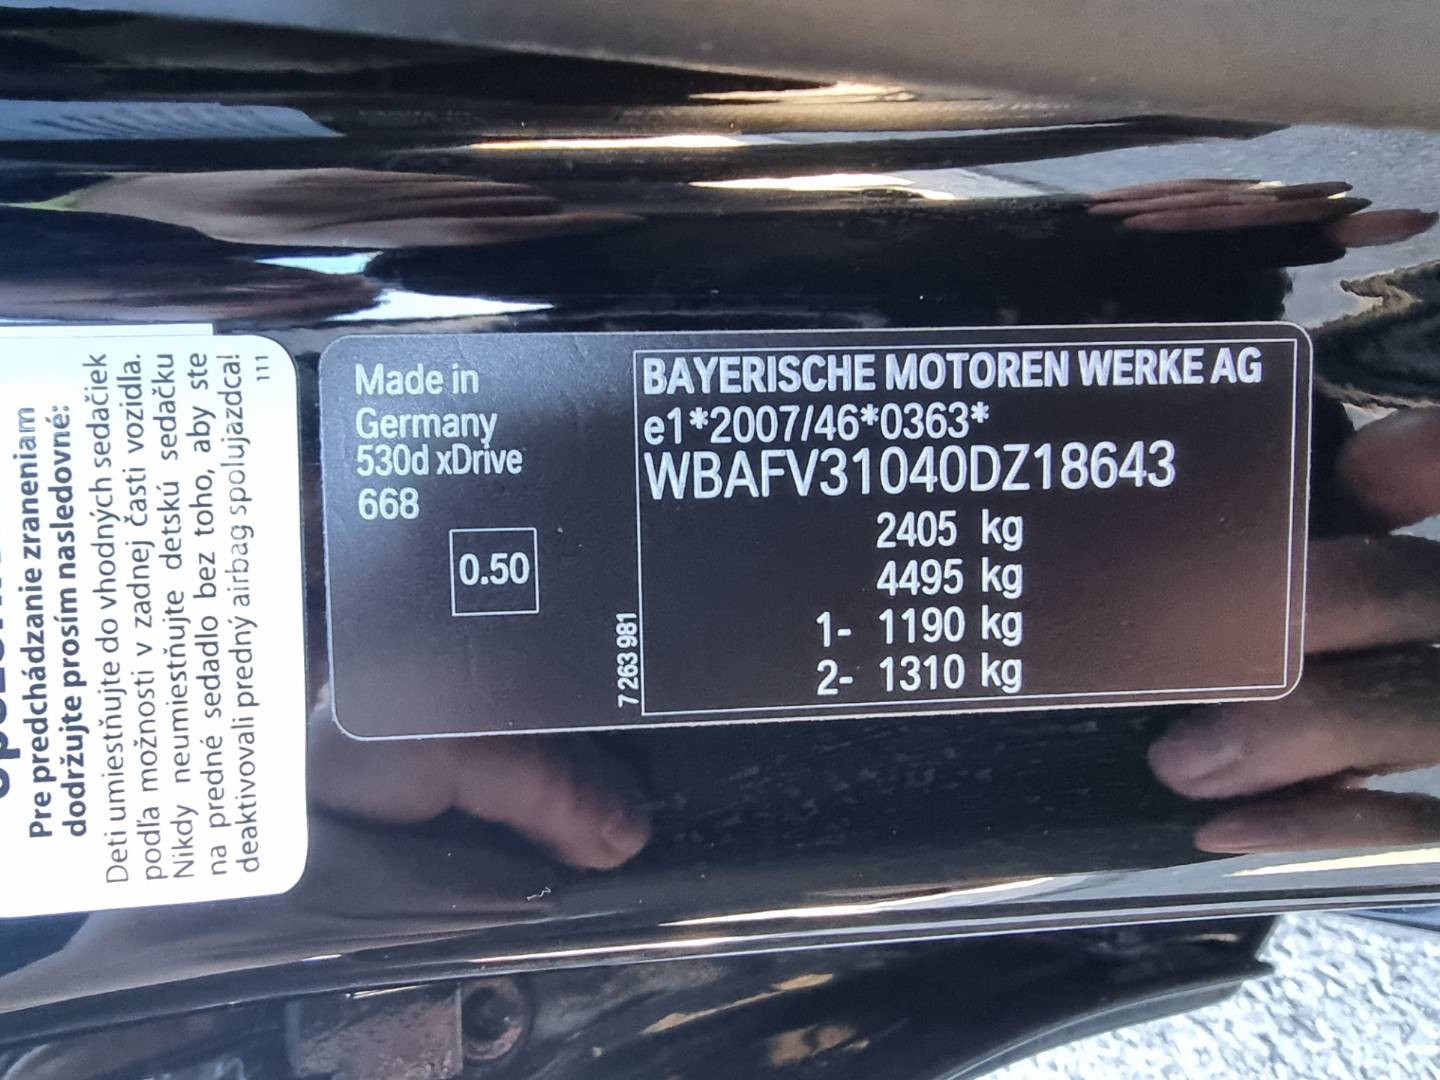 Pre predchádzanie zraneniam
dodržujte prosím nasledovné:
Deti umiestňujte do vhodných sedačiek
podľa možnosti v zadnej časti vozidla.
Nikdy neumiestňujte detskú sedačku
na predné sedadlo bez toho, aby ste
deaktivovali predný airbag spolujazdca!
111
Made in
Germany
530d xDrive
668
0.50
7 263 981
BAYERISCHE MOTOREN WERKE AG
e1*2007/46*0363*
WBAFV31040DZ18643
2405 kg
4495 kg
1- 1190 kg
2- 1310 kg